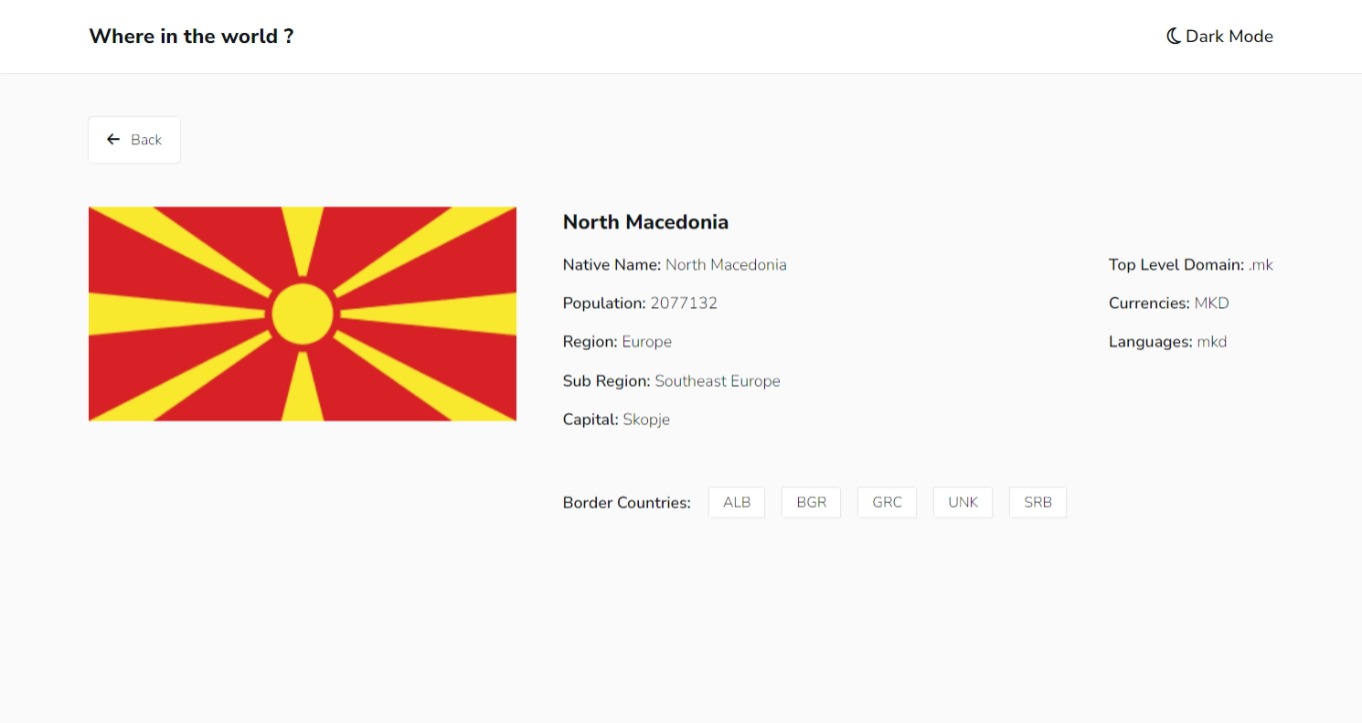 Where in the world ?
Dark Mode
Back
North Macedonia
Native Name: North Macedonia
Population: 2077132
Region: Europe
Sub Region: Southeast Europe
Capital: Skopje
Top Level Domain: .mk
Currencies: MKD
Languages: mkd
Border Countries: ALB BGR GRC UNK SRB